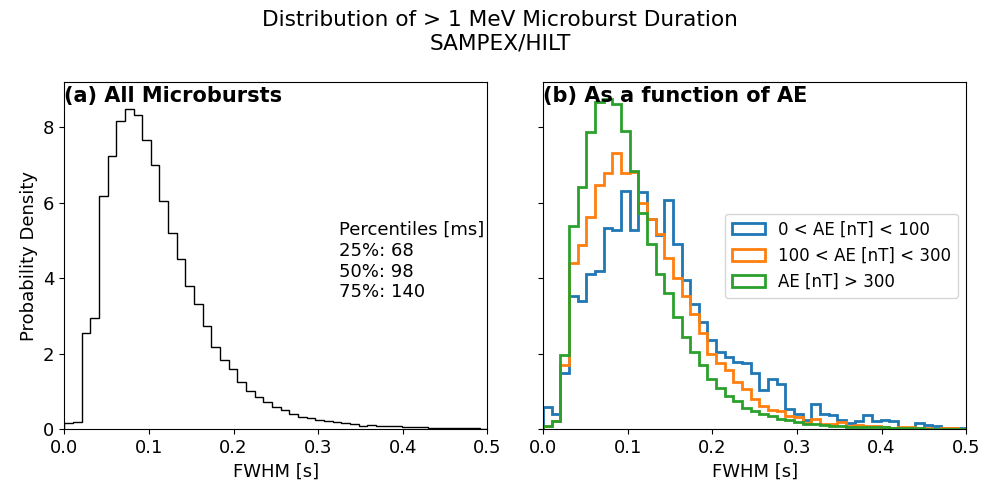 Distribution of > 1 MeV Microburst Duration
SAMPEX/HILT
(a) All Microbursts
Probability Density
8
6
4
2
0
Percentiles [ms]
25%: 68
50%: 98
75%: 140
0.0 0.1 0.2 0.3 0.4 0.5
FWHM [s]
(b) As a function of AE
0 < AE [nT] < 100
100 < AE [nT] < 300
AE [nT] > 300
0.0 0.1 0.2 0.3 0.4 0.5
FWHM [s]